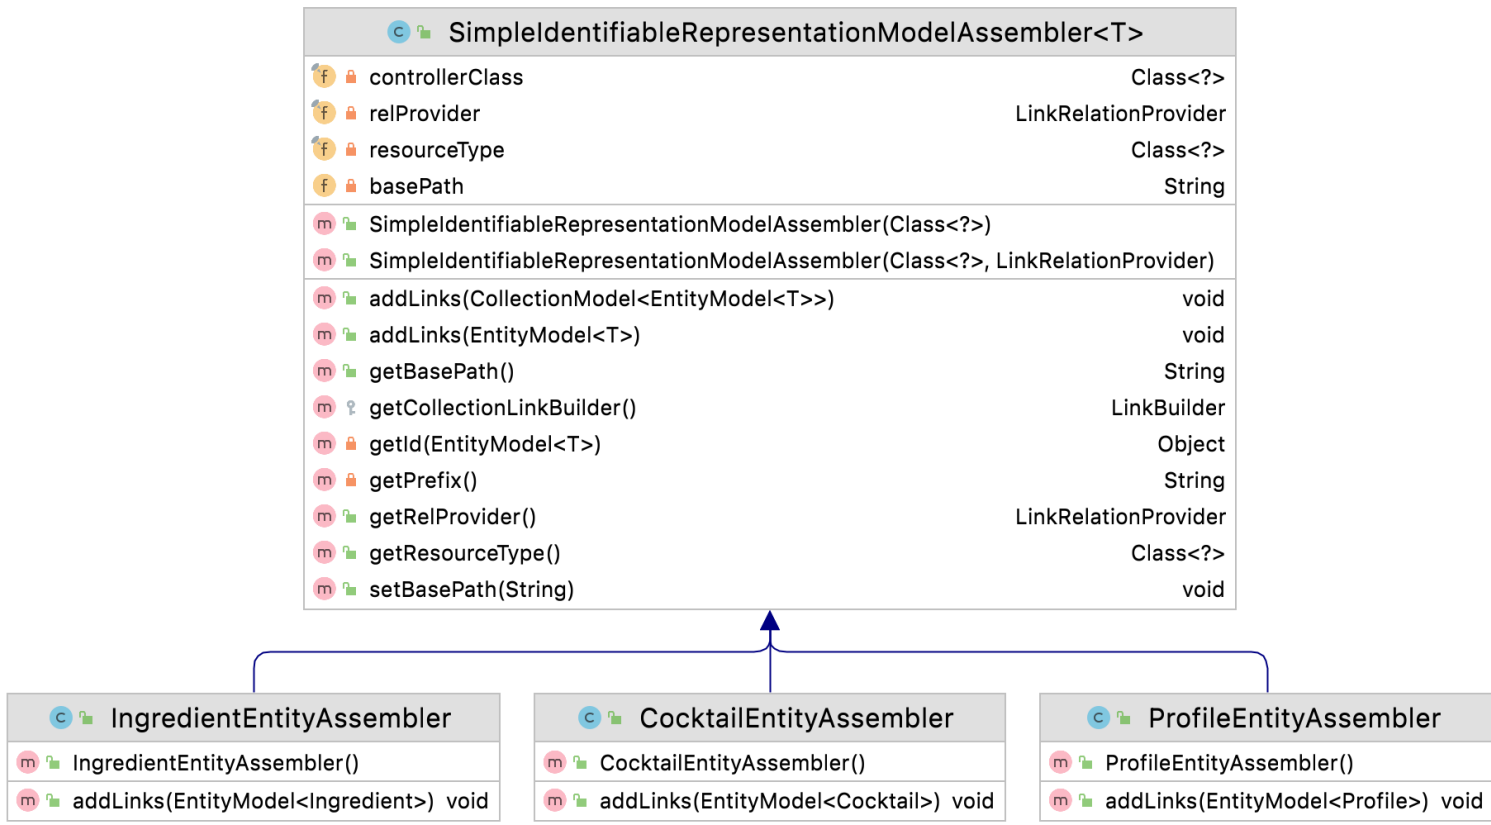 SimpleIdentifiableRepresentationModelAssembler<T>
controllerClass Class<?>
relProvider LinkRelationProvider
resourceType Class<?>
basePath String
SimpleIdentifiableRepresentationModelAssembler(Class<?>)
SimpleIdentifiableRepresentationModelAssembler(Class<?>, LinkRelationProvider)
addLinks(CollectionModel<EntityModel<T>>) void
addLinks(EntityModel<T>) void
getBasePath() String
getCollectionLinkBuilder() LinkBuilder
getId(EntityModel<T>) Object
getPrefix() String
getRelProvider() LinkRelationProvider
getResourceType() Class<?>
setBasePath(String) void
IngredientEntityAssembler
IngredientEntityAssembler()
addLinks(EntityModel<Ingredient>) void
CocktailEntityAssembler
CocktailEntityAssembler()
addLinks(EntityModel<Cocktail>) void
ProfileEntityAssembler
ProfileEntityAssembler()
addLinks(EntityModel<Profile>) void